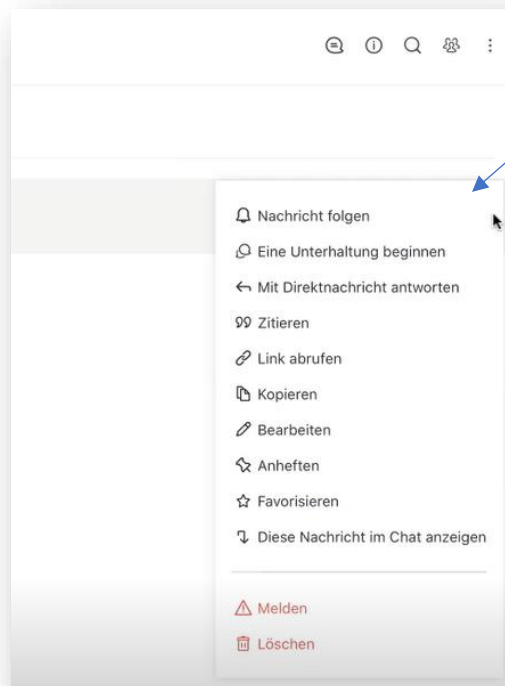 Nachricht folgen
Eine Unterhaltung beginnen
Mit Direktnachricht antworten
Zitieren
Link abrufen
Kopieren
Bearbeiten
Anheften
Favorisieren
Diese Nachricht im Chat anzeigen
Melden
Löschen